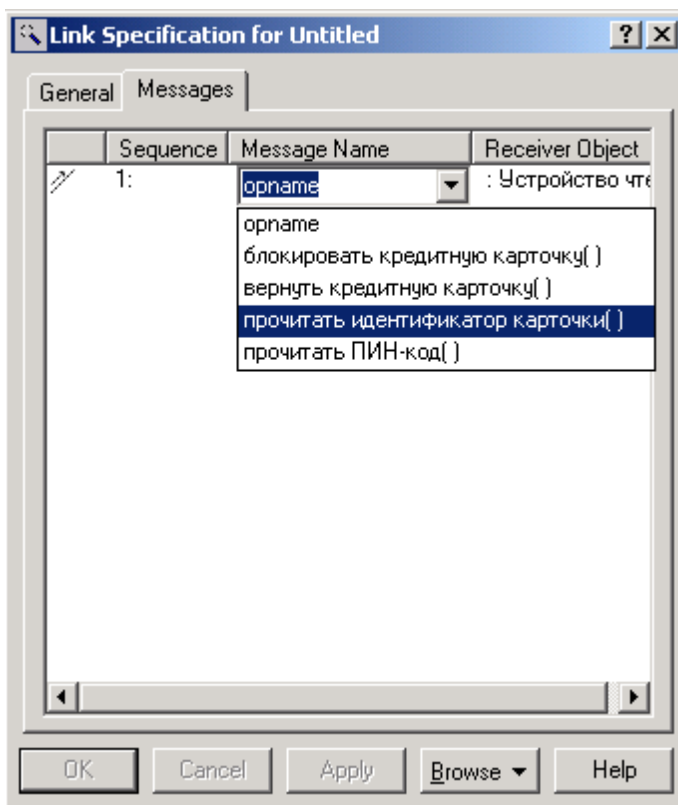 Link Specification for Untitled
General Messages
Sequence Message Name Receiver Object
1: opname : Устройство чте
opname
блокировать кредитную карточку( )
вернуть кредитную карточку( )
прочитать идентификатор карточки( )
прочитать ПИН-код( )
OK Cancel Apply Browse Help